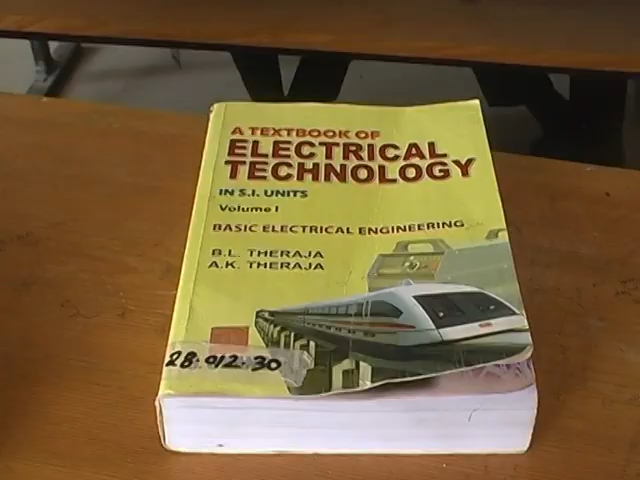 A TEXTBOOK OF
ELECTRICAL
TECHNOLOGY
IN S.I. UNITS
Volume I
BASIC ELECTRICAL ENGINEERING
B.L. THERAJA
A.K. THERAJA
28-912-30